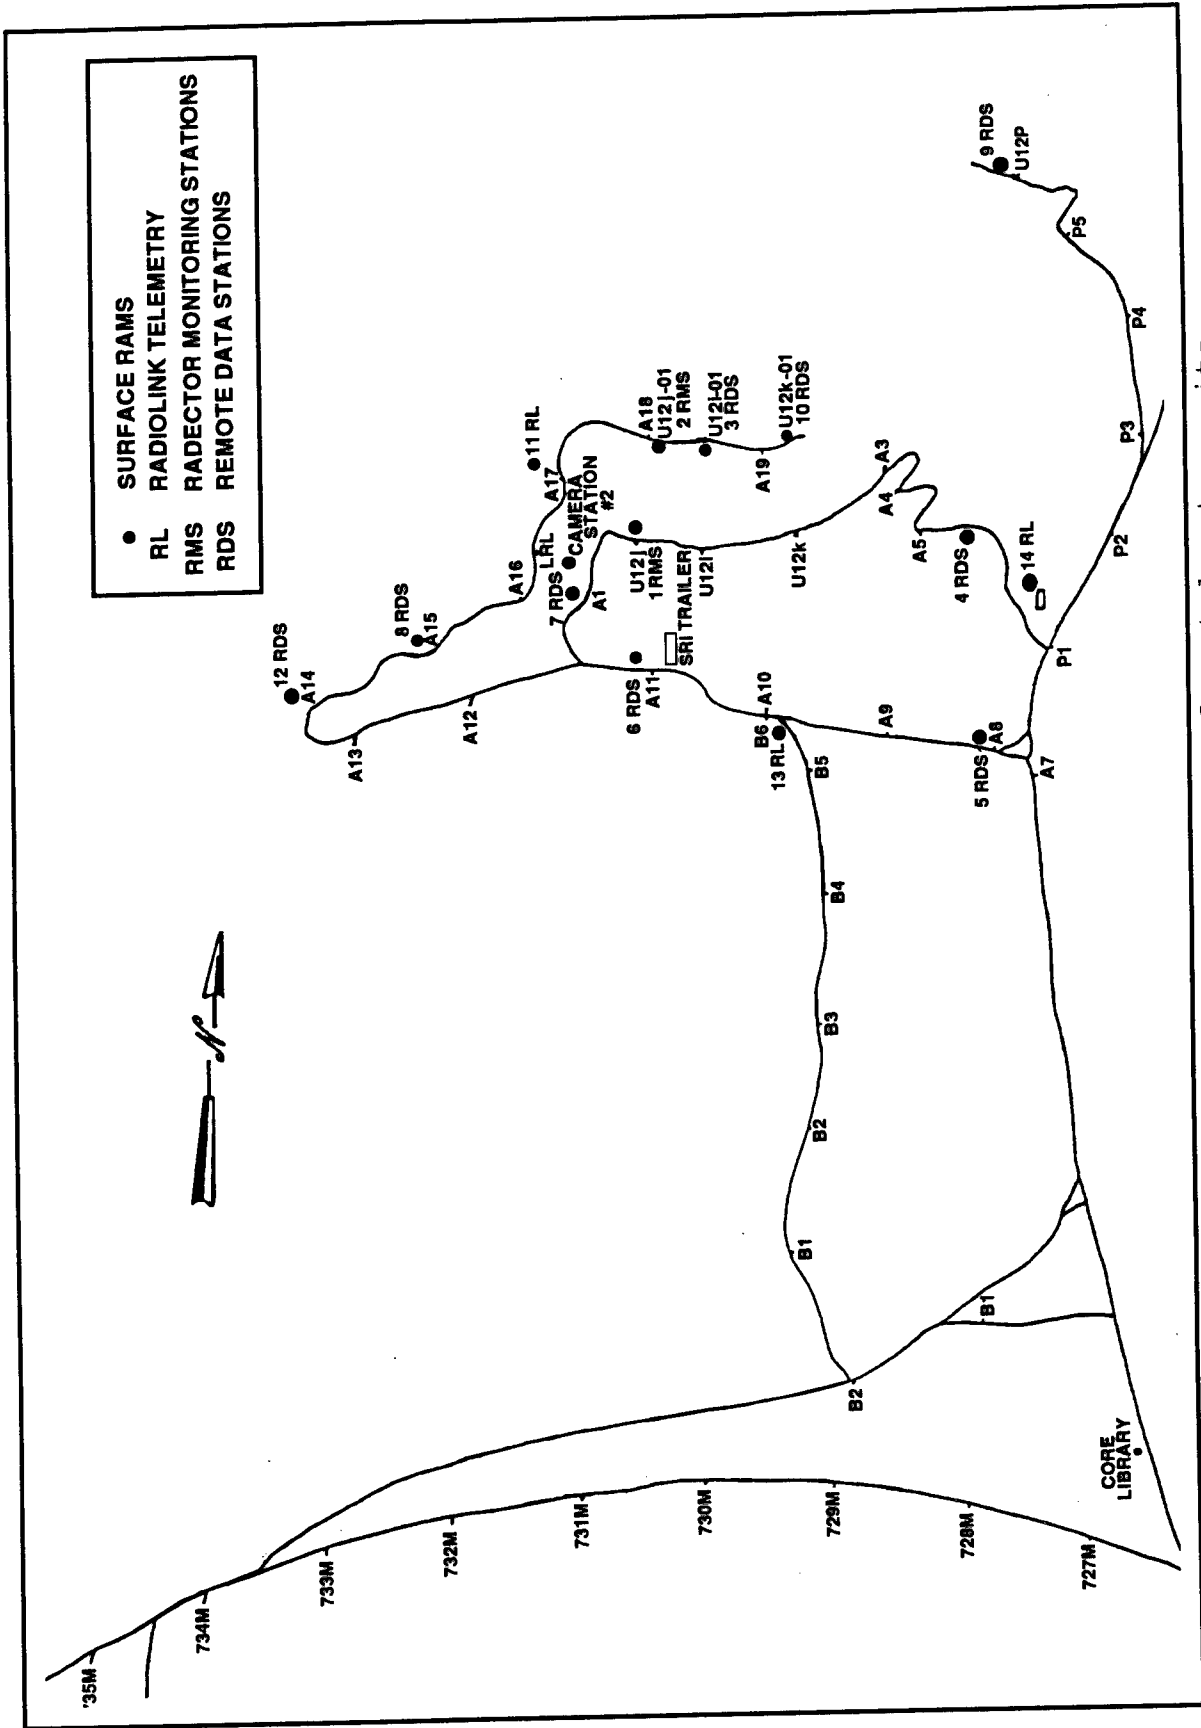 ● SURFACE RAMS
RL RADIOLINK TELEMETRY
RMS RADECTOR MONITORING STATIONS
RDS REMOTE DATA STATIONS
N
'35M
734M
733M
732M
731M
730M
729M
728M
727M
CORE
LIBRARY
B2
B1
B1
B2
B3
B4
B5
B6
13 RL
A10
A9
5 RDS
A8
A7
6 RDS
A11
SRI TRAILER
A12
A13
12 RDS
A14
8 RDS
A15
A16
LRL
CAMERA
STATION
#2
7 RDS
A1
A17
11 RL
A18
U12j-01
2 RMS
U12l-01
3 RDS
U12k-01
10 RDS
A19
U12j
1 RMS
U12l
U12k
A3
A4
A5
4 RDS
14 RL
P1
P2
P3
P4
P5
9 RDS
U12P